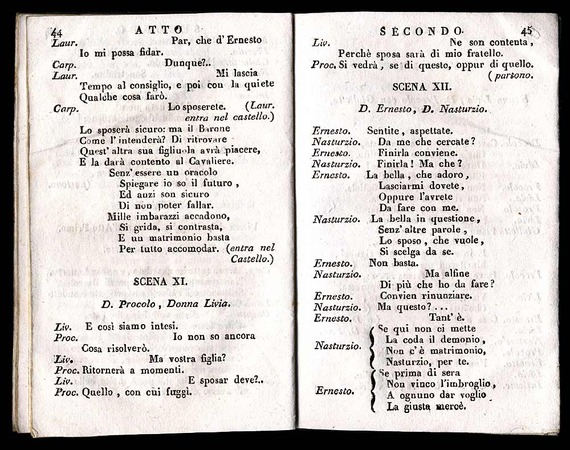 44 ATTO
Laur. Par, che d'Ernesto
Io mi possa fidar.
Carp. Dunque?..
Laur. Mi lascia
Tempo al consiglio, e poi con la quiete
Qualche cosa farò.
Carp. Lo sposerete. (Laur.
entra nel castello.)
Lo sposerà sicuro: ma il Barone
Come l'intenderà? Di ritrovare
Quest'altra sua figliuola avrà piacere,
E la darà contento al Cavaliere.
Senz'essere un oracolo
Spiegare io so il futuro,
Ed anzi son sicuro
Di non poter fallar.
Mille imbarazzi accadono,
Si grida, si contrasta,
E un matrimonio basta
Per tutto accomodar. (entra nel
Castello.)
SCENA XI.
D. Procolo, Donna Livia.
Liv. E così siamo intesi.
Proc. Io non so ancora
Cosa risolverò.
Liv. Ma vostra figlia?
Proc. Ritornerà a momenti.
Liv. E sposar deve?..
Proc. Quello, con cui fuggì.
SECONDO. 45
Liv. Ne son contenta,
Perchè sposa sarà di mio fratello.
Proc. Si vedrà, se di questo, oppur di quello.
(partono.
SCENA XII.
D. Ernesto, D. Nasturzio.
Ernesto. Sentite, aspettate.
Nasturzio. Da me che cercate?
Ernesto. Finirla conviene.
Nasturzio. Finirla! Ma che?
Ernesto. La bella, che adoro,
Lasciarmi dovete,
Oppure l'avrete
Da fare con me.
Nasturzio. La bella in questione,
Senz'altre parole,
Lo sposo, che vuole,
Si scelga da se.
Ernesto. Non basta.
Nasturzio. Ma alfine
Di più che ho da fare?
Ernesto. Convien rinunziare.
Nasturzio. Ma questo?...
Ernesto. Tant'è.
Se qui non ci mette
La coda il demonio,
Nasturzio. Non c'è matrimonio,
Nasturzio, per te.
Se prima di sera
Non vinco l'imbroglio,
Ernesto. A ognuno dar voglio
La giusta mercè.